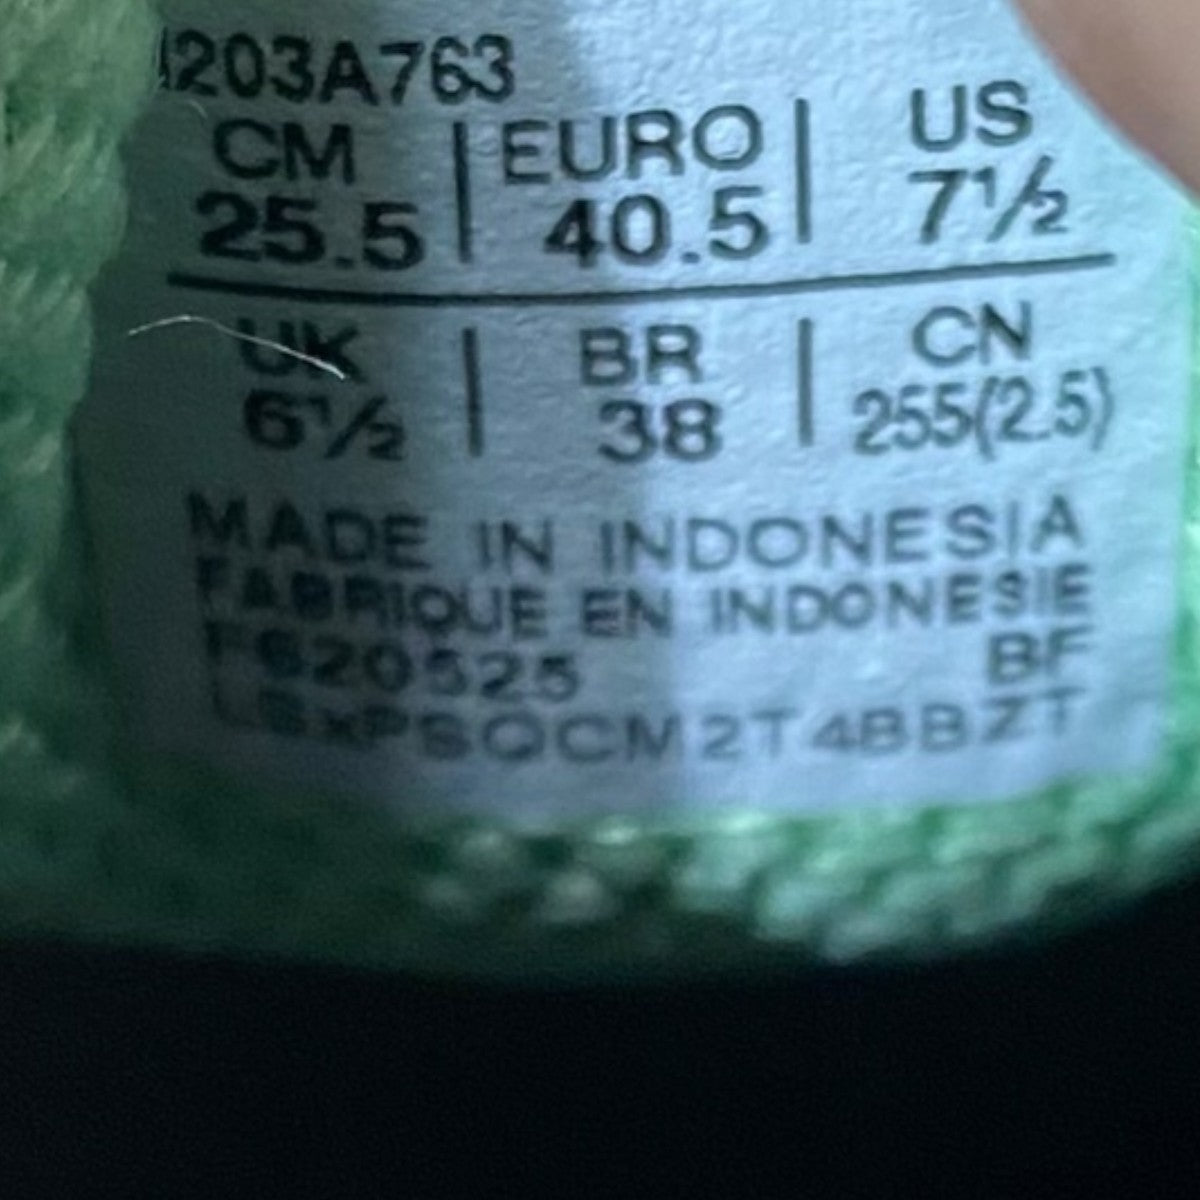 1203A763
CM | EURO | US
25.5 | 40.5 | 7½
UK | BR | CN
6½ | 38 | 255(2.5)
MADE IN INDONESIA
FABRIQUE EN INDONESIE
BF